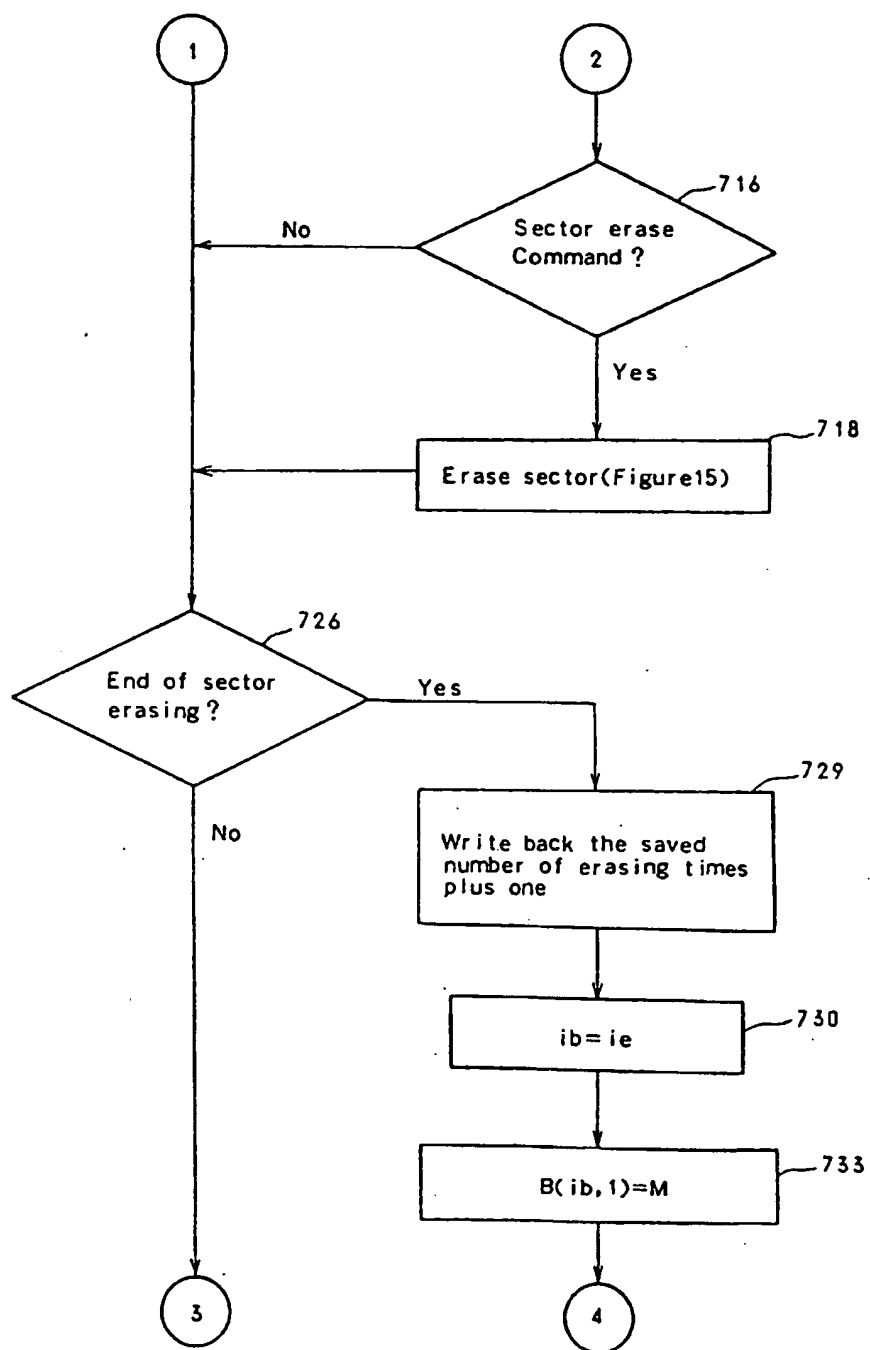 1
2
716
Sector erase
Command?
No
Yes
718
Erase sector(Figure15)
726
End of sector
erasing?
Yes
No
729
Write back the saved
number of erasing times
plus one
730
ib=ie
733
B(ib,1)=M
3
4